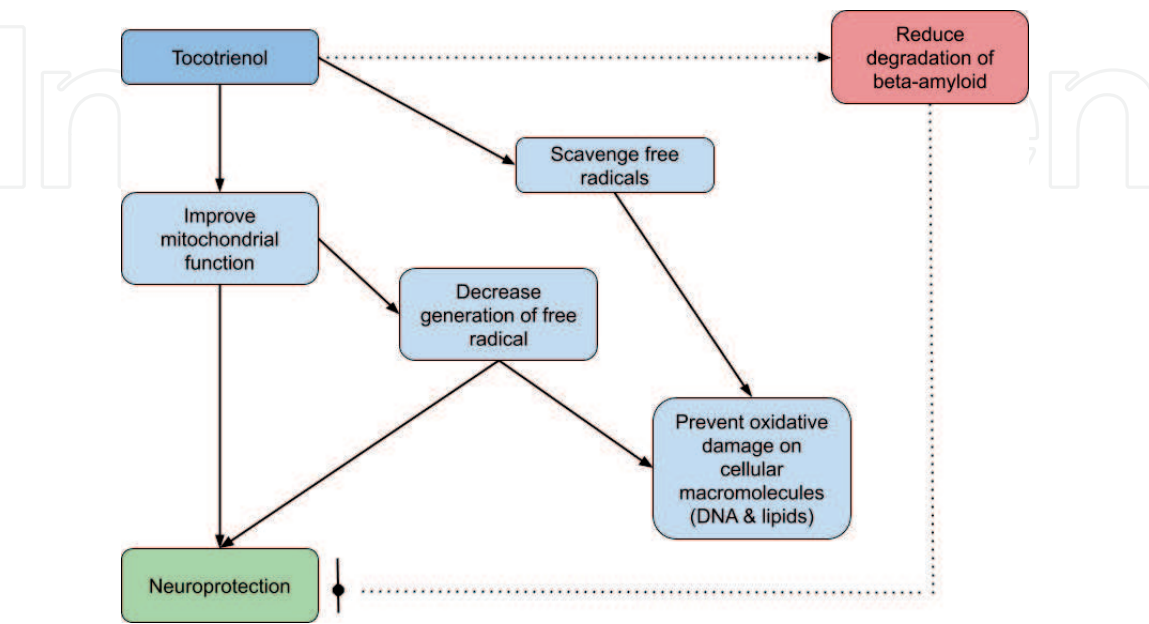 Tocotrienol
Reduce
degradation of
beta-amyloid
Scavenge free
radicals
Improve
mitochondrial
function
Decrease
generation of free
radical
Prevent oxidative
damage on
cellular
macromolecules
(DNA & lipids)
Neuroprotection